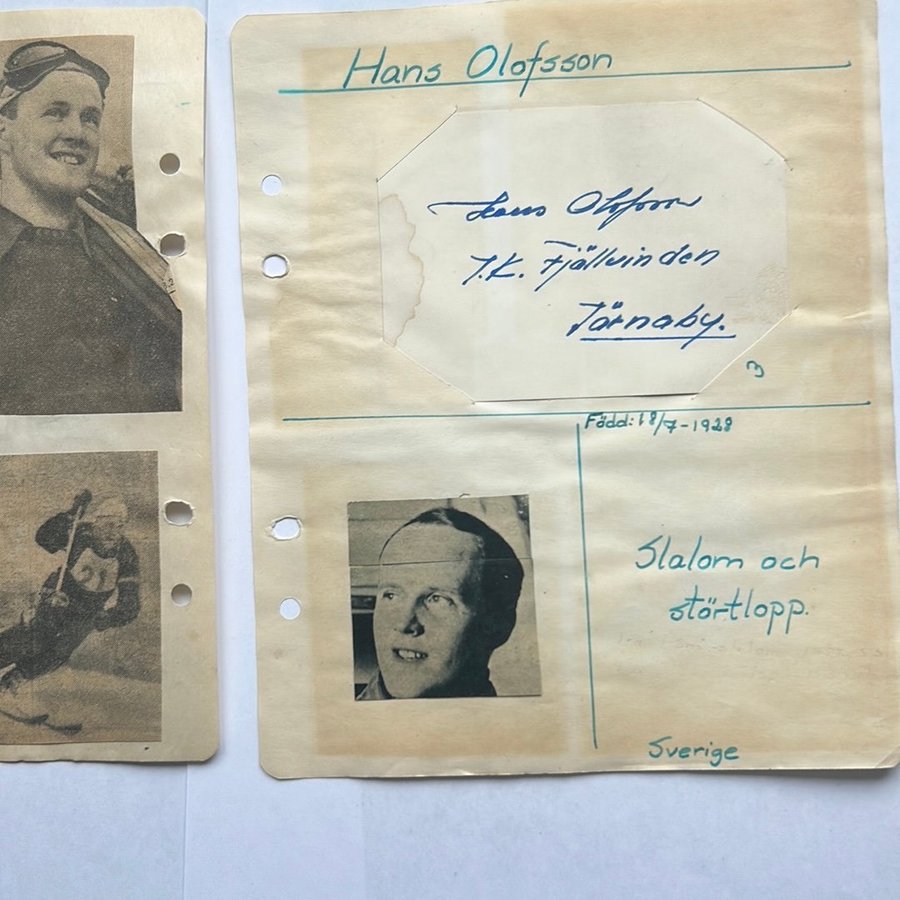 Hans Olofsson
Hans Olofsson
I.K. Fjällvinden
Tärnaby.
3
Född: 18/7-1928
Slalom och
störtlopp.
Sverige